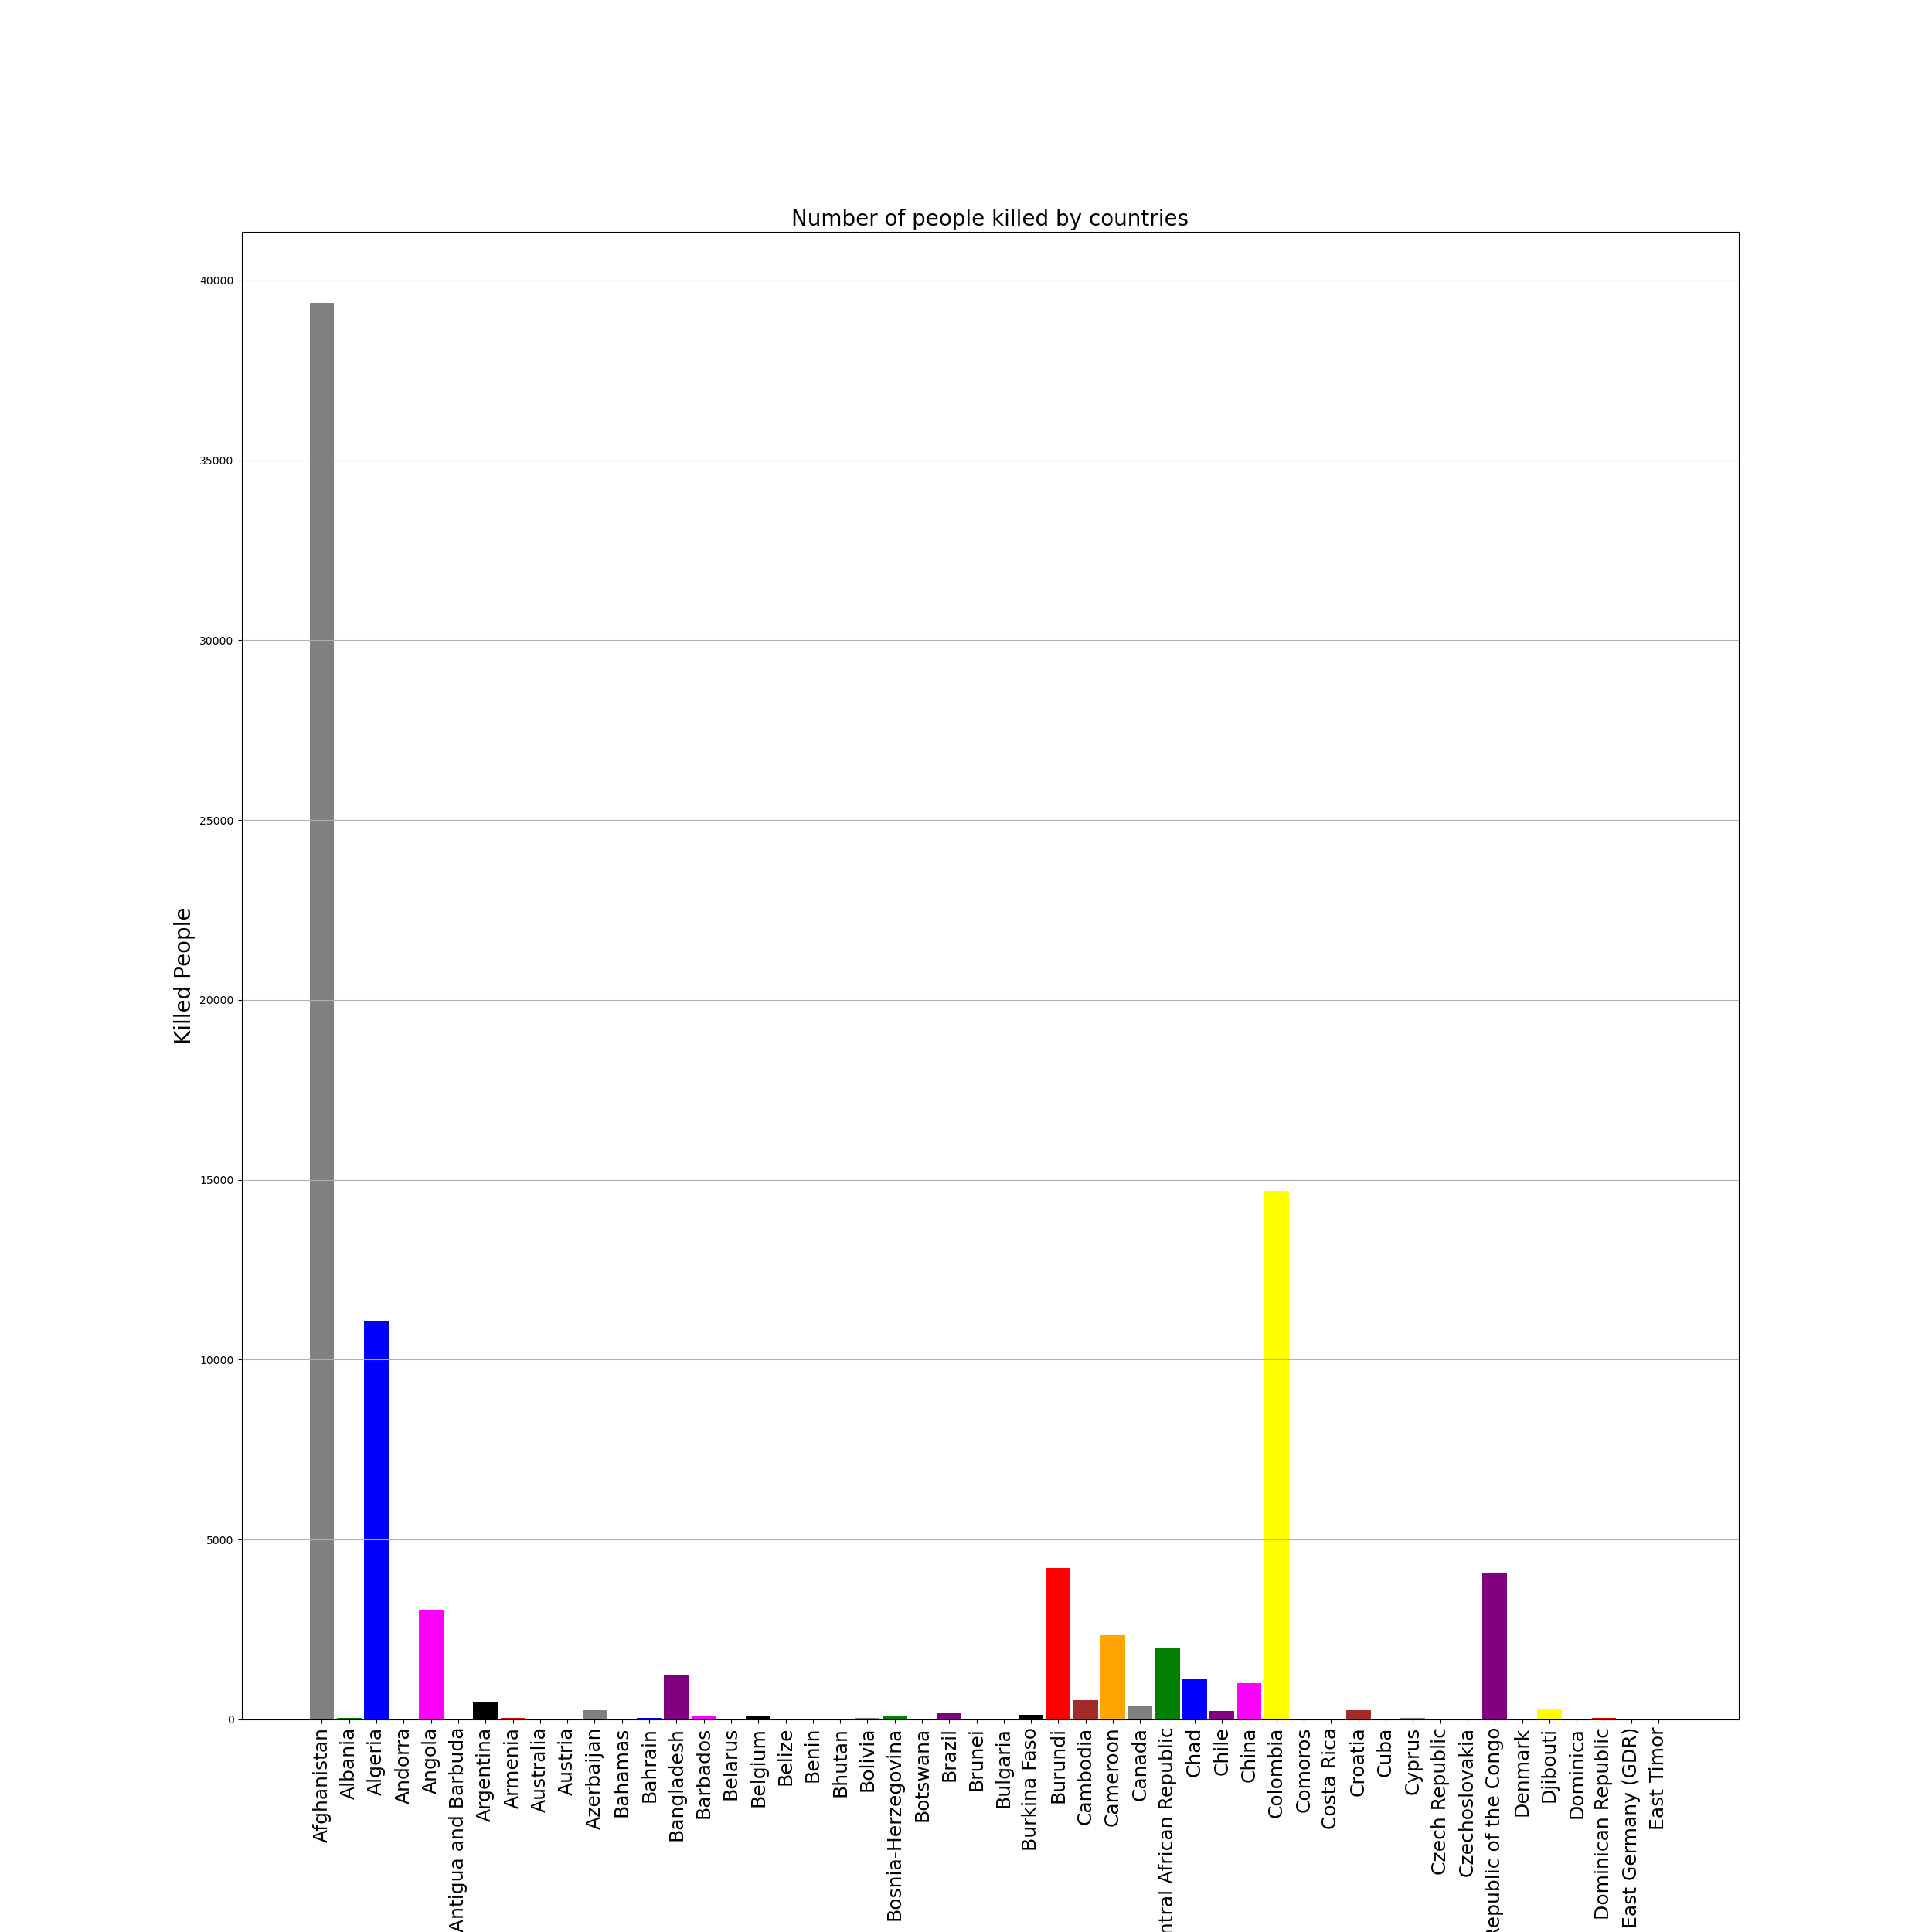 Number of people killed by countries
Killed People
40000
35000
30000
25000
20000
15000
10000
5000
0
Afghanistan
Albania
Algeria
Andorra
Angola
Antigua and Barbuda
Argentina
Armenia
Australia
Austria
Azerbaijan
Bahamas
Bahrain
Bangladesh
Barbados
Belarus
Belgium
Belize
Benin
Bhutan
Bolivia
Bosnia-Herzegovina
Botswana
Brazil
Brunei
Bulgaria
Burkina Faso
Burundi
Cambodia
Cameroon
Canada
ntral African Republic
Chad
Chile
China
Colombia
Comoros
Costa Rica
Croatia
Cuba
Cyprus
Czech Republic
Czechoslovakia
Republic of the Congo
Denmark
Djibouti
Dominica
Dominican Republic
East Germany (GDR)
East Timor